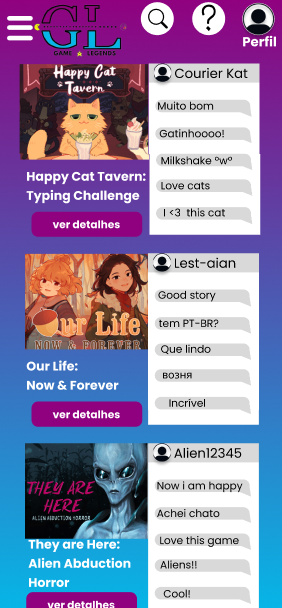 GL
GAME LEGENDS
?
Perfil
Happy Cat
Tavern
Happy Cat Tavern:
Typing Challenge
ver detalhes
Courier Kat
Muito bom
Gatinhoooo!
Milkshake °w°
Love cats
I <3 this cat
Our Life
NOW & FOREVER
Our Life:
Now & Forever
ver detalhes
Lest-aian
Good story
tem PT-BR?
Que lindo
возня
Incrivel
THEY ARE
HERE
ALIEN ABDUCTION HORROR
They are Here:
Alien Abduction
Horror
ver detalhes
Alien12345
Now i am happy
Achei chato
Love this game
Aliens!!
Cool!